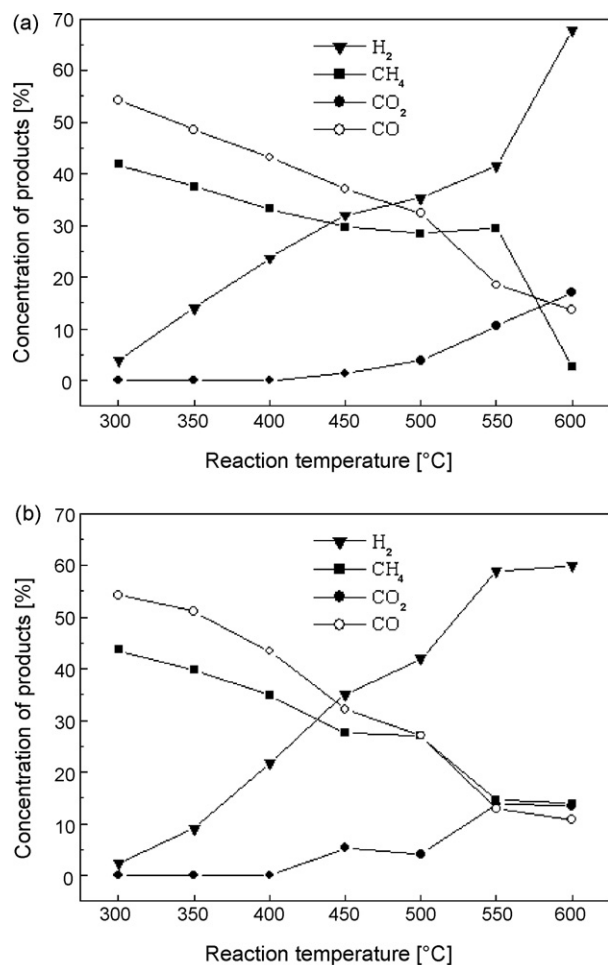 (a)
70
60
50
40
30
20
10
0
Concentration of products [%]
H₂
CH₄
CO₂
CO
300 350 400 450 500 550 600
Reaction temperature [°C]
(b)
70
60
50
40
30
20
10
0
Concentration of products [%]
H₂
CH₄
CO₂
CO
300 350 400 450 500 550 600
Reaction temperature [°C]